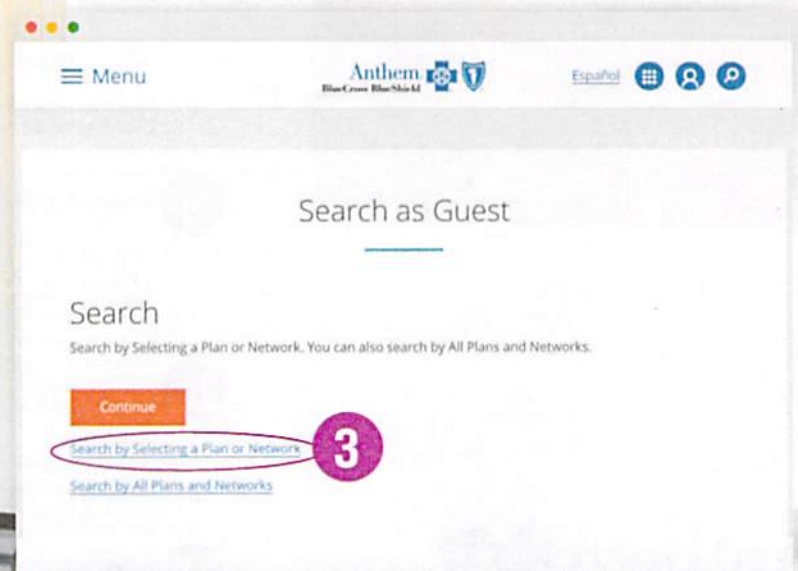 Menu
Anthem
BlueCross BlueShield
Español
Search as Guest
Search
Search by Selecting a Plan or Network. You can also search by All Plans and Networks.
Continue
Search by Selecting a Plan or Network
3
Search by All Plans and Networks